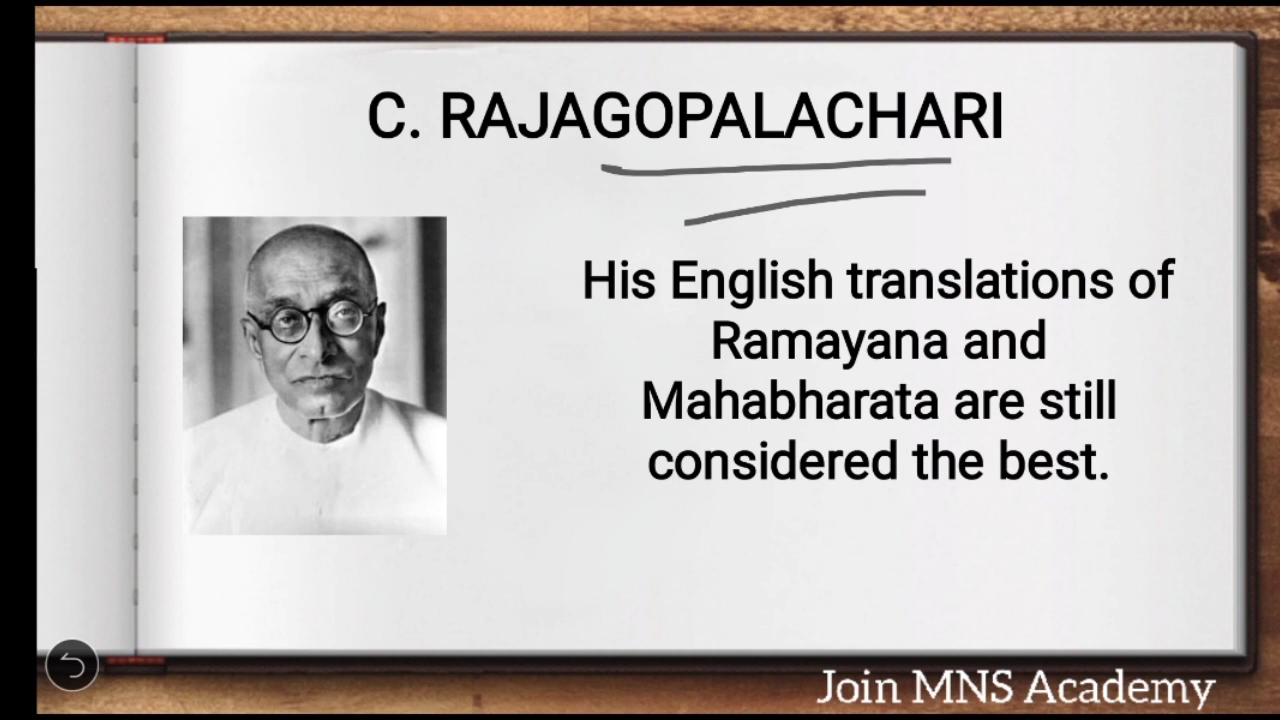 C. RAJAGOPALACHARI
His English translations of
Ramayana and
Mahabharata are still
considered the best.
Join MNS Academy